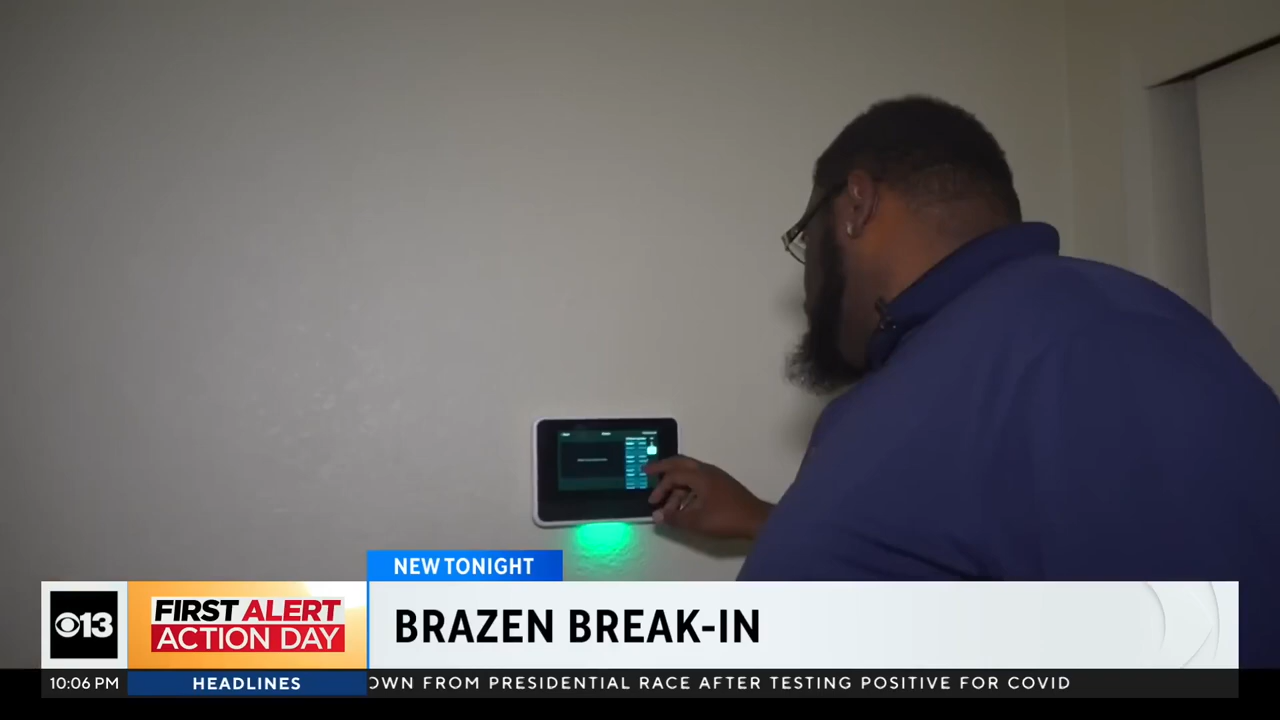 NEW TONIGHT
13
FIRST ALERT
ACTION DAY
BRAZEN BREAK-IN
10:06 PM
HEADLINES
OWN FROM PRESIDENTIAL RACE AFTER TESTING POSITIVE FOR COVID